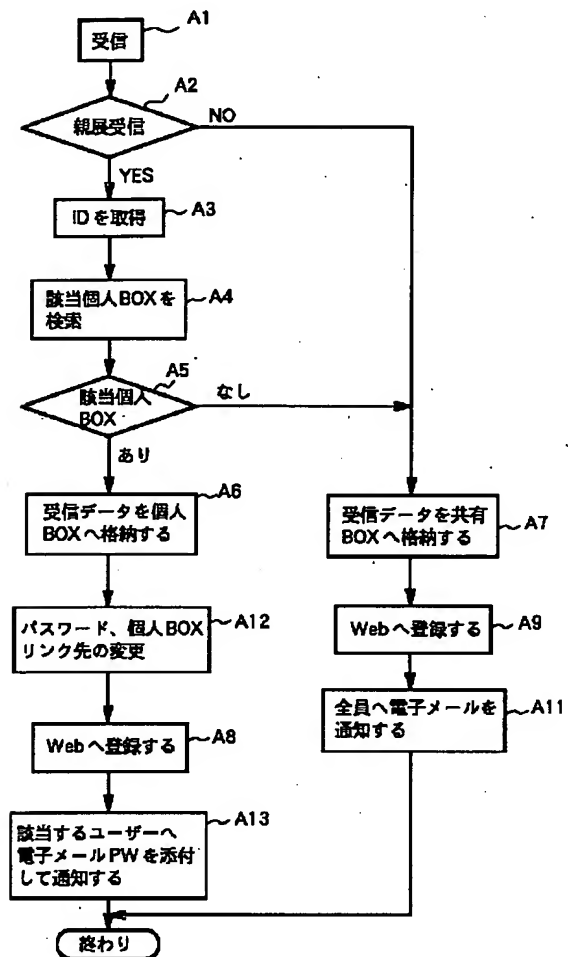 受信
A1
親展受信
A2
NO
YES
IDを取得
A3
該当個人BOXを
検索
A4
該当個人
BOX
A5
なし
あり
受信データを個人
BOXへ格納する
A6
受信データを共有
BOXへ格納する
A7
パスワード、個人BOX
リンク先の変更
A12
Webへ登録する
A9
Webへ登録する
A8
全員へ電子メールを
通知する
A11
該当するユーザーへ
電子メールPWを添付
して通知する
A13
終わり